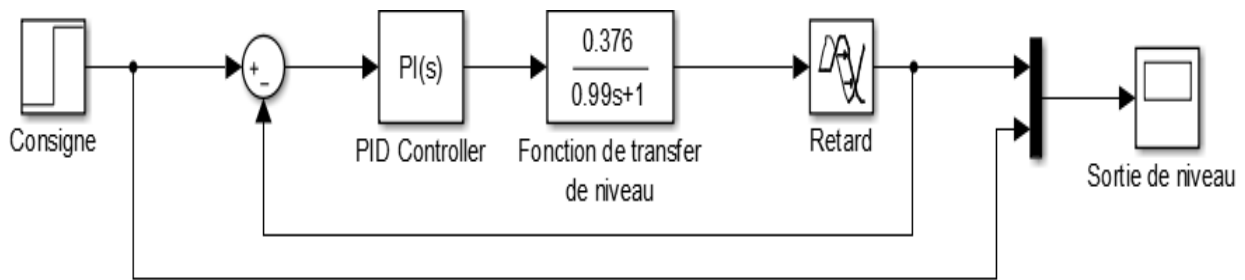 Consigne
+
−
PI(s)
PID Controller
0.376
0.99s+1
Fonction de transfer
de niveau
Retard
Sortie de niveau